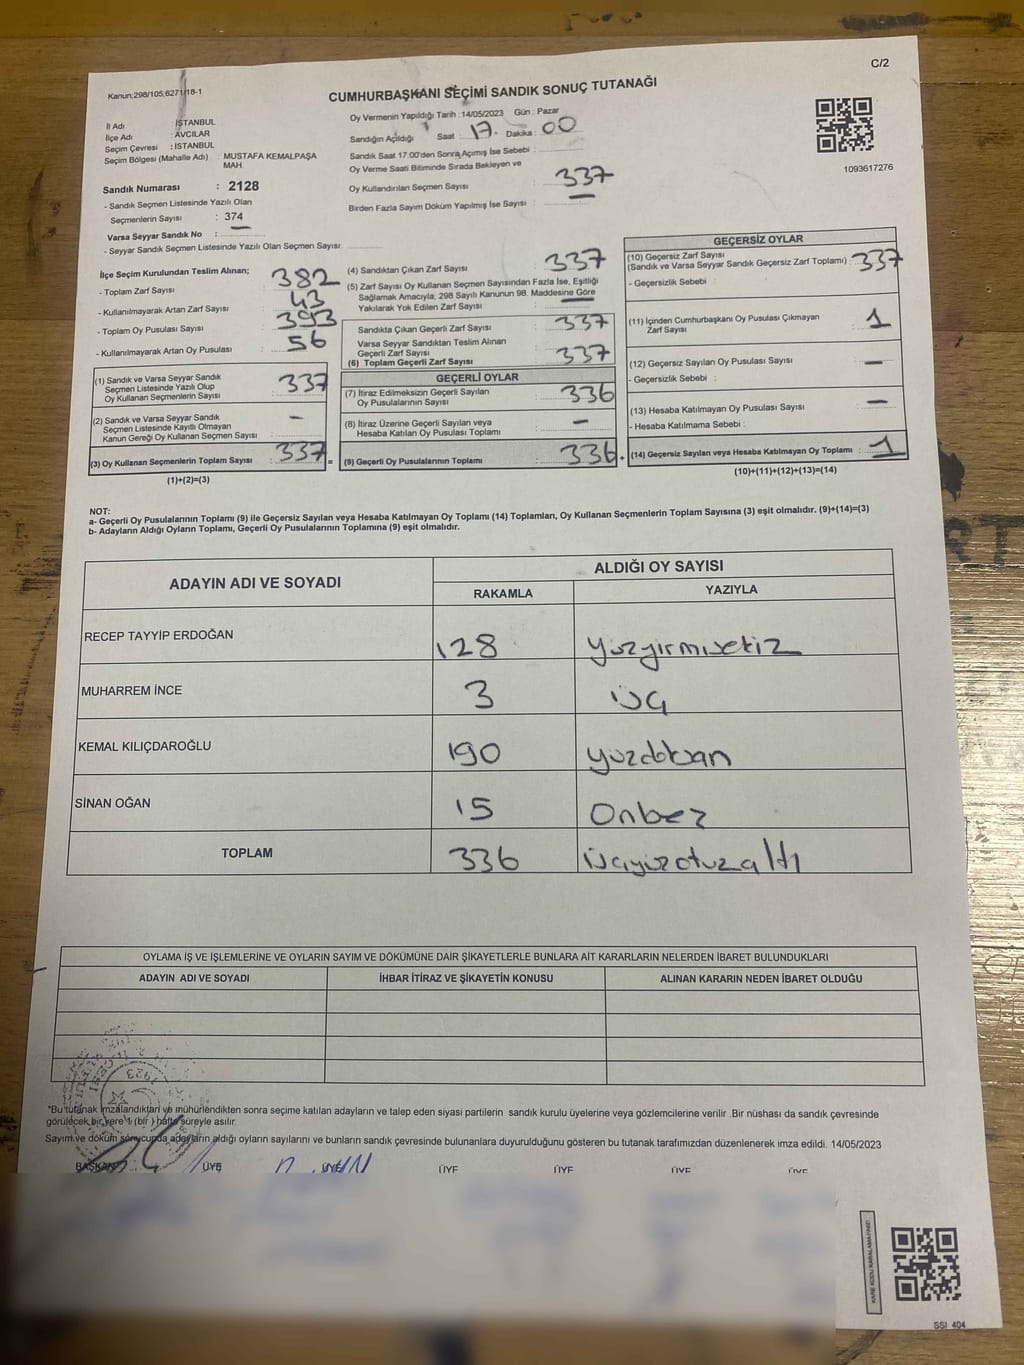 C/2
Kanun:298/105,6271/18-1
CUMHURBAŞKANI SEÇİMİ SANDIK SONUÇ TUTANAĞI
İl Adı : İSTANBUL
İlçe Adı : AVCILAR
Seçim Çevresi : İSTANBUL
Seçim Bölgesi (Mahalle Adı) : MUSTAFA KEMALPAŞA
MAH.
Sandık Numarası : 2128
- Sandık Seçmen Listesinde Yazılı Olan
Seçmenlerin Sayısı : 374
Varsa Seyyar Sandık No :
- Seyyar Sandık Seçmen Listesinde Yazılı Olan Seçmen Sayısı:
Oy Vermenin Yapıldığı Tarih :14/05/2023 Gün : Pazar
Sandığın Açıldığı Saat : 17. Dakika : 00
Sandık Saat 17:00'den Sonra Açımış İse Sebebi :
Oy Verme Saati Bitiminde Sırada Bekleyen ve
Oy Kullandırılan Seçmen Sayısı : 337
Birden Fazla Sayım Döküm Yapılmış İse Sayısı :
1093617276
İlçe Seçim Kurulundan Teslim Alınan;
- Toplam Zarf Sayısı : 382
- Kullanılmayarak Artan Zarf Sayısı : 43
- Toplam Oy Pusulası Sayısı : 393
- Kullanılmayarak Artan Oy Pusulası : 56
(1) Sandık ve Varsa Seyyar Sandık
Seçmen Listesinde Yazılı Olup
Oy Kullanan Seçmenlerin Sayısı : 337
(2) Sandık ve Varsa Seyyar Sandık
Seçmen Listesinde Kayıtlı Olmayan
Kanun Gereği Oy Kullanan Seçmen Sayısı : -
(3) Oy Kullanan Seçmenlerin Toplam Sayısı : 337 =
(1)+(2)=(3)
(4) Sandıktan Çıkan Zarf Sayısı : 337
(5) Zarf Sayısı Oy Kullanan Seçmen Sayısından Fazla İse, Eşitliği
Sağlamak Amacıyla; 298 Sayılı Kanunun 98. Maddesine Göre
Yakılarak Yok Edilen Zarf Sayısı : -
Sandıkta Çıkan Geçerli Zarf Sayısı : 337
Varsa Seyyar Sandıktan Teslim Alınan
Geçerli Zarf Sayısı
(6) Toplam Geçerli Zarf Sayısı : 337
GEÇERLİ OYLAR
(7) İtiraz Edilmeksizin Geçerli Sayılan
Oy Pusulalarının Sayısı : 336
(8) İtiraz Üzerine Geçerli Sayılan veya
Hesaba Katılan Oy Pusulası Toplamı : -
(9) Geçerli Oy Pusulalarının Toplamı : 336 +
GEÇERSİZ OYLAR
(10) Geçersiz Zarf Sayısı
(Sandık ve Varsa Seyyar Sandık Geçersiz Zarf Toplamı) : 337
- Geçersizlik Sebebi :
(11) İçinden Cumhurbaşkanı Oy Pusulası Çıkmayan
Zarf Sayısı : 1
(12) Geçersiz Sayılan Oy Pusulası Sayısı : -
- Geçersizlik Sebebi :
(13) Hesaba Katılmayan Oy Pusulası Sayısı : -
- Hesaba Katılmama Sebebi :
(14) Geçersiz Sayılan veya Hesaba Katılmayan Oy Toplamı : 1
(10)+(11)+(12)+(13)=(14)
NOT:
a- Geçerli Oy Pusulalarının Toplamı (9) ile Geçersiz Sayılan veya Hesaba Katılmayan Oy Toplamı (14) Toplamları, Oy Kullanan Seçmenlerin Toplam Sayısına (3) eşit olmalıdır. (9)+(14)=(3)
b- Adayların Aldığı Oyların Toplamı, Geçerli Oy Pusulalarının Toplamına (9) eşit olmalıdır.
ADAYIN ADI VE SOYADI ALDIĞI OY SAYISI
RAKAMLA YAZIYLA
RECEP TAYYİP ERDOĞAN 128 yüzyirmisekiz
MUHARREM İNCE 3 üç
KEMAL KILIÇDAROĞLU 190 yüzdoksan
SİNAN OĞAN 15 Onbeş
TOPLAM 336 üçyüzotuzaltı
OYLAMA İŞ VE İŞLEMLERİNE VE OYLARIN SAYIM VE DÖKÜMÜNE DAİR ŞİKAYETLERLE BUNLARA AİT KARARLARIN NELERDEN İBARET BULUNDUKLARI
ADAYIN ADI VE SOYADI İHBAR İTİRAZ VE ŞİKAYETİN KONUSU ALINAN KARARIN NEDEN İBARET OLDUĞU
*Bu tutanak imzalandıktan ve mühürlendikten sonra seçime katılan adayların ve talep eden siyasi partilerin sandık kurulu üyelerine veya gözlemcilerine verilir .Bir nüshası da sandık çevresinde
görülecek bir yere 1 (bir ) hafta süreyle asılır.
Sayım ve döküm sonucunda adayların aldığı oyların sayılarını ve bunların sandık çevresinde bulunanlara duyurulduğunu gösteren bu tutanak tarafımızdan düzenlenerek imza edildi. 14/05/2023
BAŞKAN ÜYE ÜYE ÜYE ÜYE ÜYE ÜYE
SSI 404